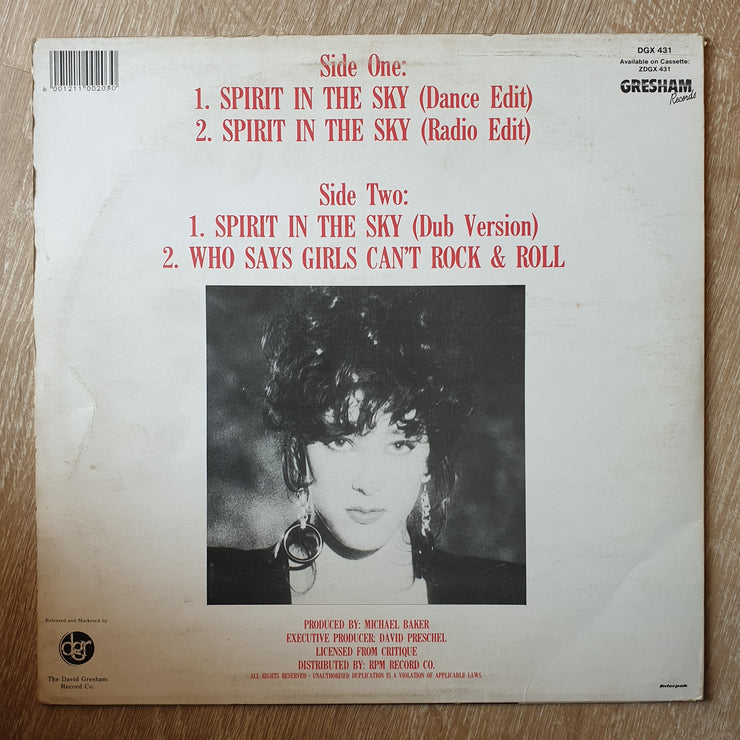 Side One:
1. SPIRIT IN THE SKY (Dance Edit)
2. SPIRIT IN THE SKY (Radio Edit)
DGX 431
Available on Cassette:
ZDGX 431
GRESHAM
Records
6 001211 002030
Side Two:
1. SPIRIT IN THE SKY (Dub Version)
2. WHO SAYS GIRLS CAN'T ROCK & ROLL
Released and Marketed by
dgr
The David Gresham
Record Co.
PRODUCED BY: MICHAEL BAKER
EXECUTIVE PRODUCER: DAVID PRESCHEL
LICENSED FROM CRITIQUE
DISTRIBUTED BY: RPM RECORD CO.
ALL RIGHTS RESERVED - UNAUTHORISED DUPLICATION IS A VIOLATION OF APPLICABLE LAWS.
Interpak